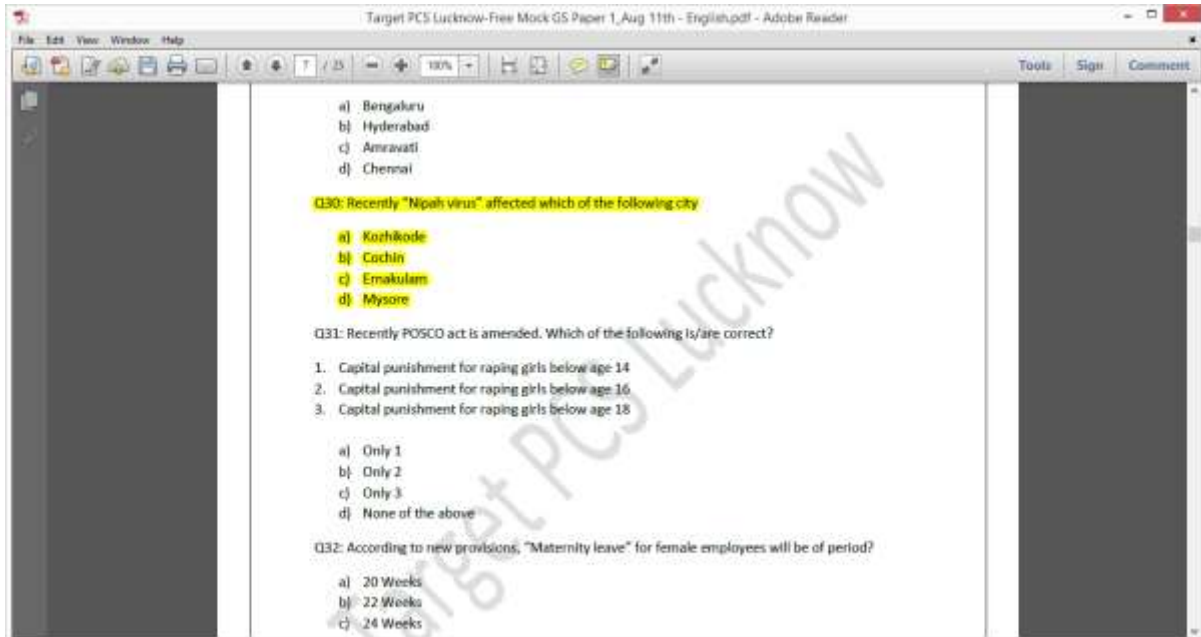 Target PCS Lucknow-Free Mock GS Paper 1_Aug 11th - English.pdf - Adobe Reader
File Edit View Window Help
7 / 25 100% Tools Sign Comment
a) Bengaluru
b) Hyderabad
c) Amravati
d) Chennai
Q30: Recently "Nipah virus" affected which of the following city
a) Kozhikode
b) Cochin
c) Ernakulam
d) Mysore
Q31: Recently POSCO act is amended. Which of the following is/are correct?
1. Capital punishment for raping girls below age 14
2. Capital punishment for raping girls below age 16
3. Capital punishment for raping girls below age 18
a) Only 1
b) Only 2
c) Only 3
d) None of the above
Q32: According to new provisions, "Maternity leave" for female employees will be of period?
a) 20 Weeks
b) 22 Weeks
c) 24 Weeks
Target PCS Lucknow